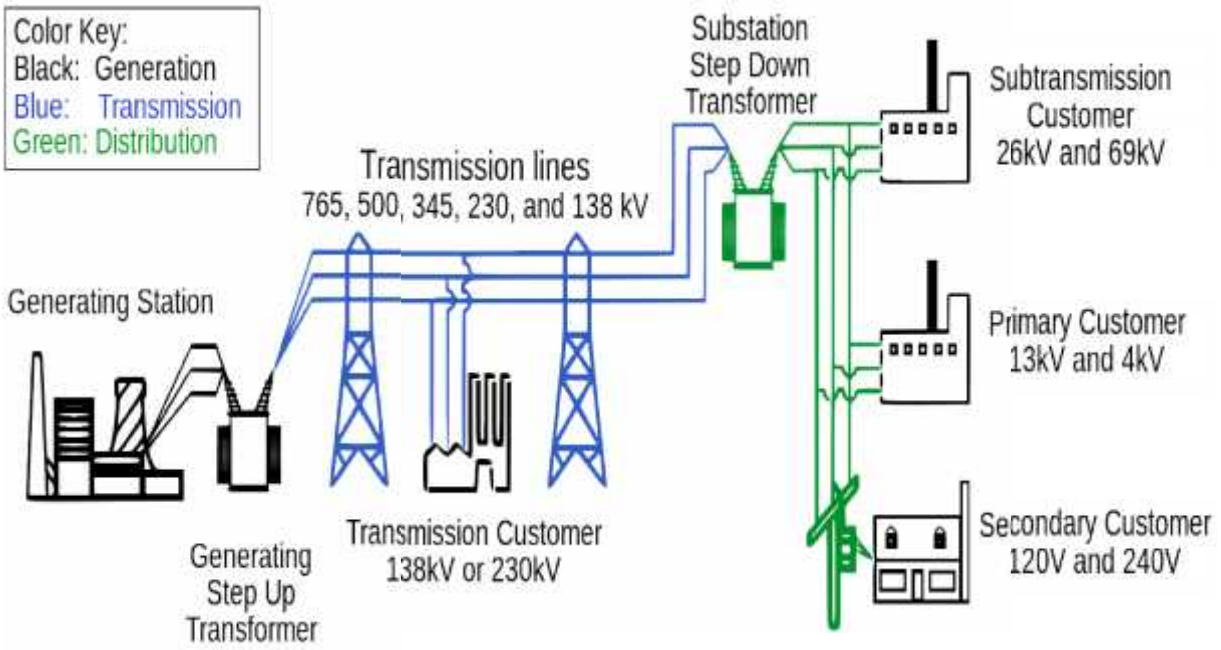 Color Key:
Black: Generation
Blue: Transmission
Green: Distribution
Substation
Step Down
Transformer
Subtransmission
Customer
26kV and 69kV
Transmission lines
765, 500, 345, 230, and 138 kV
Generating Station
Primary Customer
13kV and 4kV
Transmission Customer
138kV or 230kV
Secondary Customer
120V and 240V
Generating
Step Up
Transformer